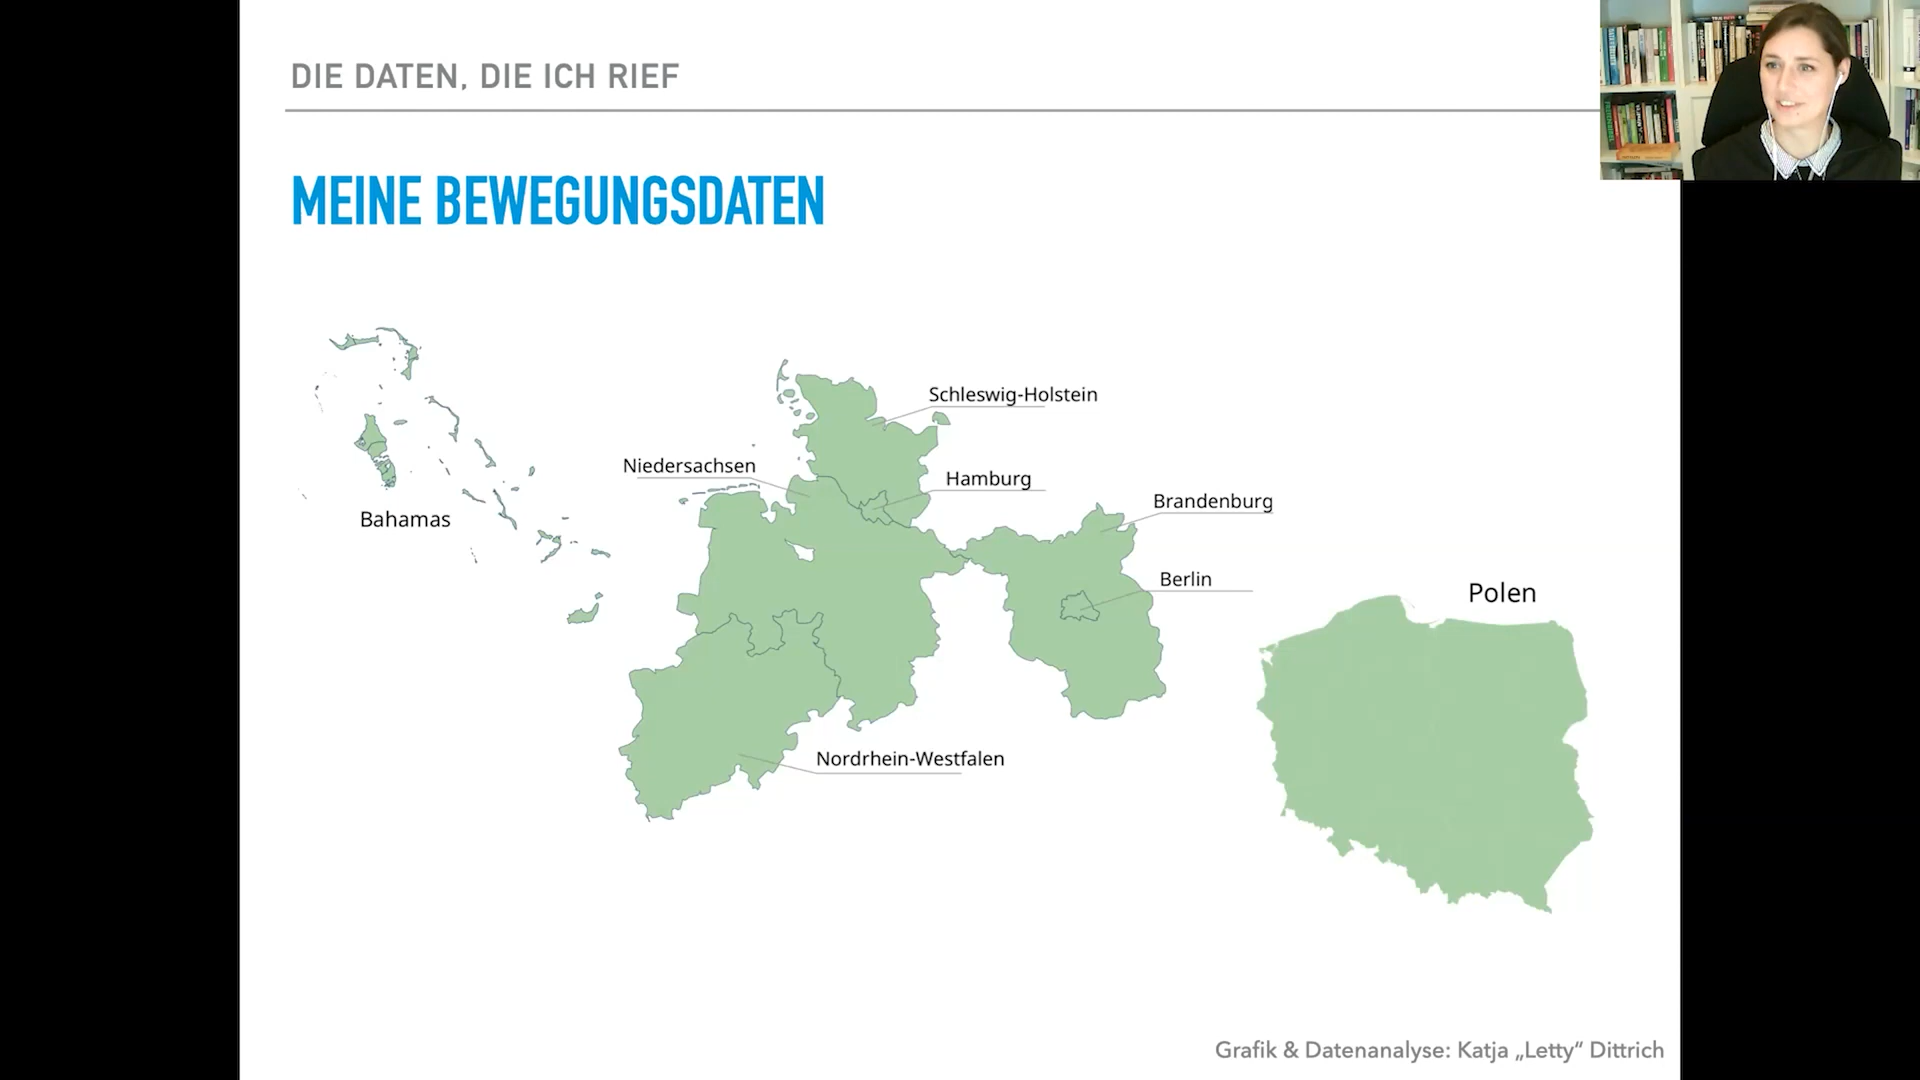 DIE DATEN, DIE ICH RIEF
MEINE BEWEGUNGSDATEN
Schleswig-Holstein
Niedersachsen
Hamburg
Brandenburg
Bahamas
Berlin
Polen
Nordrhein-Westfalen
Grafik & Datenanalyse: Katja „Letty“ Dittrich